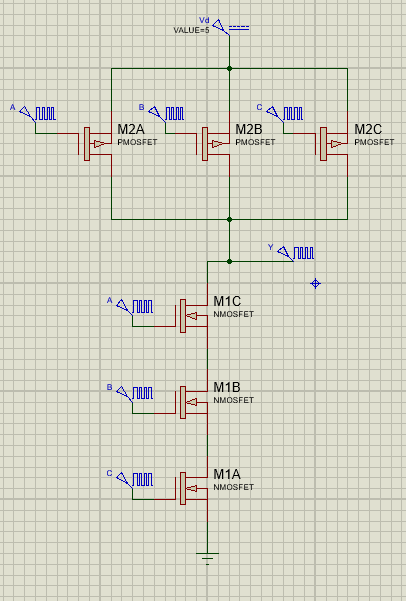 Vd
VALUE=5
A
B
C
M2A
PMOSFET
M2B
PMOSFET
M2C
PMOSFET
Y
A
M1C
NMOSFET
B
M1B
NMOSFET
C
M1A
NMOSFET